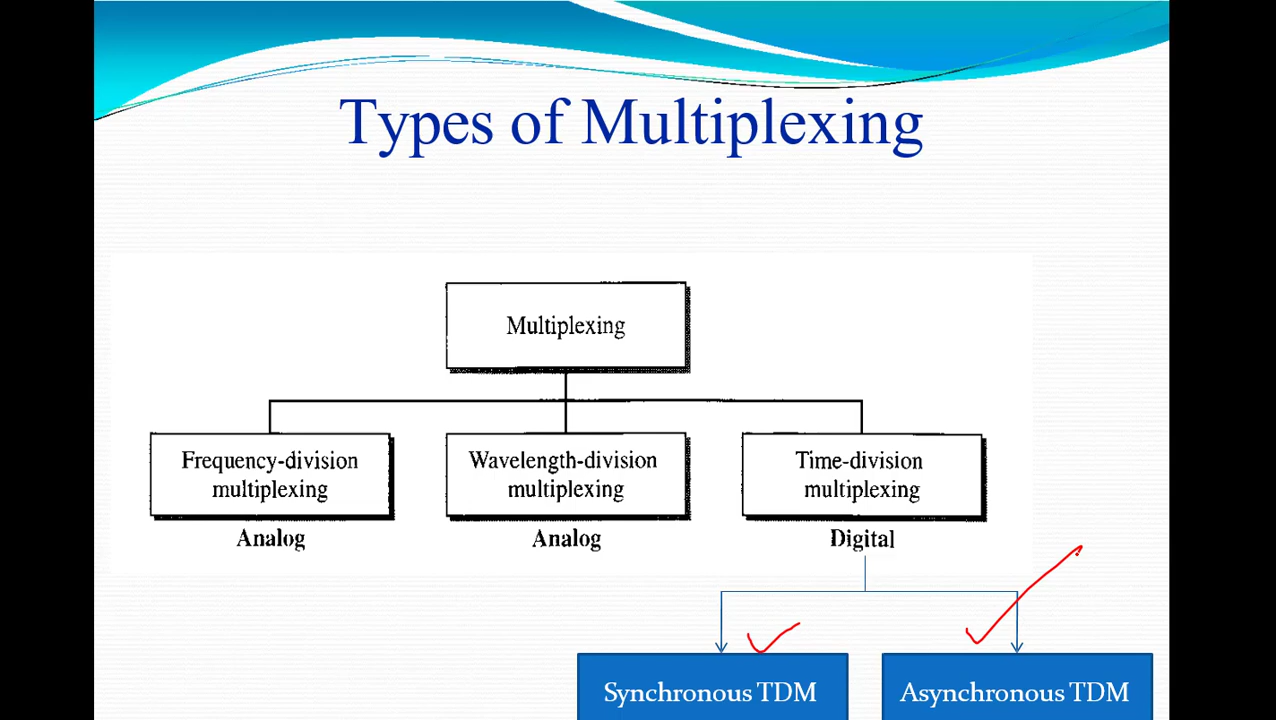 Types of Multiplexing
Multiplexing
Frequency-division
multiplexing
Analog
Wavelength-division
multiplexing
Analog
Time-division
multiplexing
Digital
Synchronous TDM
Asynchronous TDM